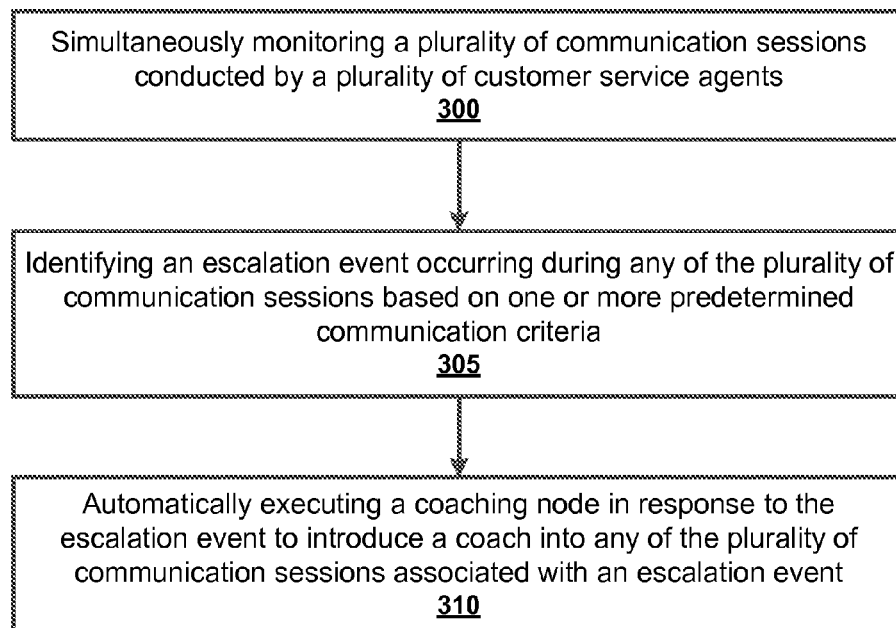 Simultaneously monitoring a plurality of communication sessions
conducted by a plurality of customer service agents
300
Identifying an escalation event occurring during any of the plurality of
communication sessions based on one or more predetermined
communication criteria
305
Automatically executing a coaching node in response to the
escalation event to introduce a coach into any of the plurality of
communication sessions associated with an escalation event
310